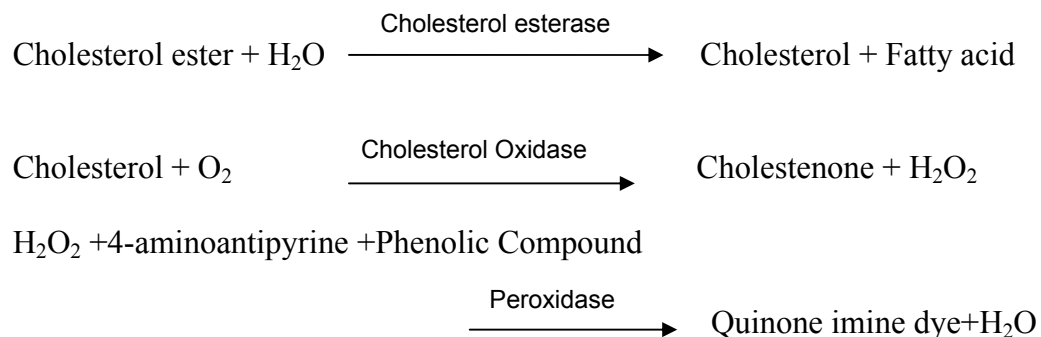 Cholesterol esterase
Cholesterol ester + H₂O Cholesterol + Fatty acid
Cholesterol Oxidase
Cholesterol + O₂ Cholestenone + H₂O₂
H₂O₂ +4-aminoantipyrine +Phenolic Compound
Peroxidase
Quinone imine dye+H₂O